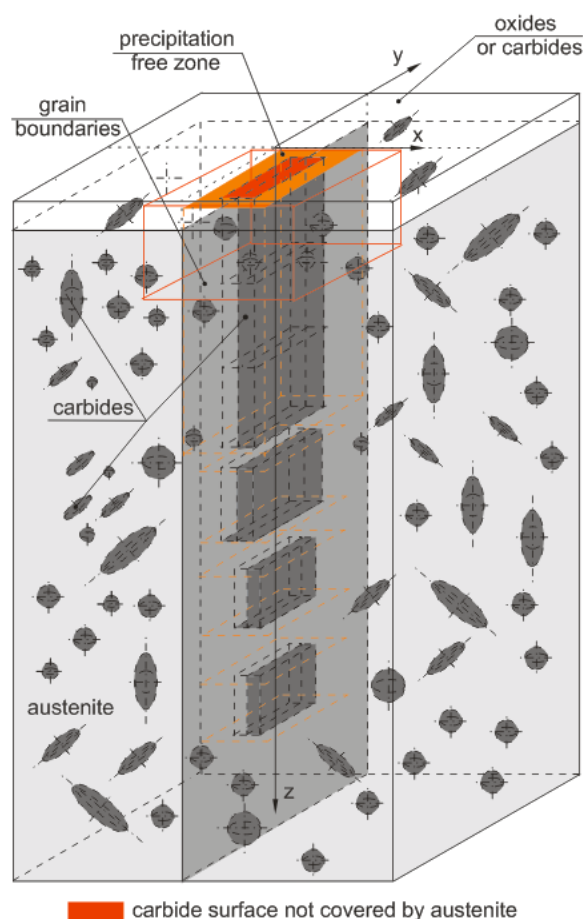 precipitation
free zone
oxides
or carbides
y
grain
boundaries
x
carbides
austenite
z
carbide surface not covered by austenite